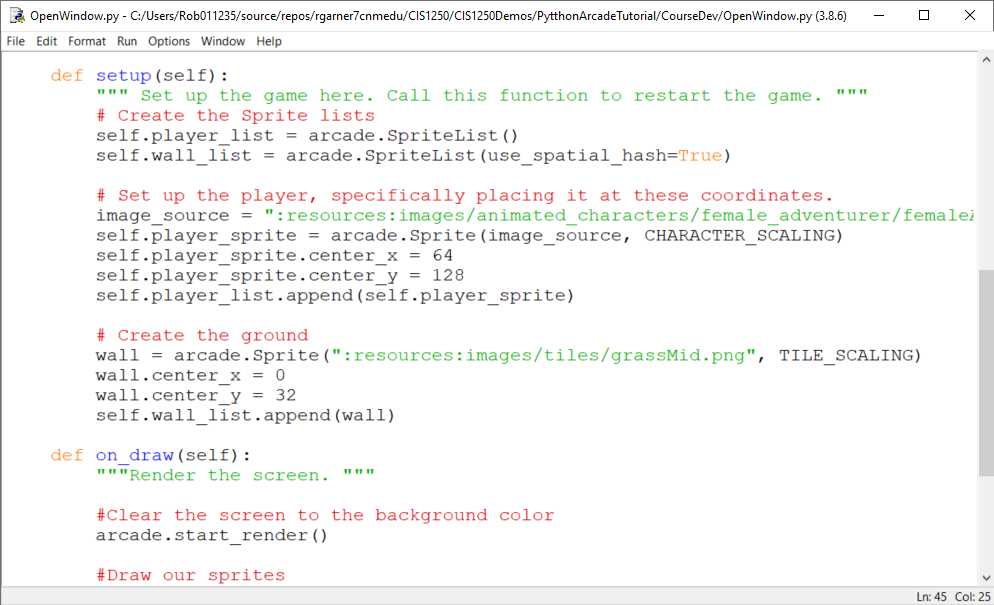 OpenWindow.py - C:/Users/Rob011235/source/repos/rgarner7cnmedu/CIS1250/CIS1250Demos/PytthonArcadeTutorial/CourseDev/OpenWindow.py (3.8.6)
File Edit Format Run Options Window Help
def setup(self):
""" Set up the game here. Call this function to restart the game. """
# Create the Sprite lists
self.player_list = arcade.SpriteList()
self.wall_list = arcade.SpriteList(use_spatial_hash=True)
# Set up the player, specifically placing it at these coordinates.
image_source = ":resources:images/animated_characters/female_adventurer/female
self.player_sprite = arcade.Sprite(image_source, CHARACTER_SCALING)
self.player_sprite.center_x = 64
self.player_sprite.center_y = 128
self.player_list.append(self.player_sprite)
# Create the ground
wall = arcade.Sprite(":resources:images/tiles/grassMid.png", TILE_SCALING)
wall.center_x = 0
wall.center_y = 32
self.wall_list.append(wall)
def on_draw(self):
"""Render the screen. """
#Clear the screen to the background color
arcade.start_render()
#Draw our sprites
Ln: 45 Col: 25